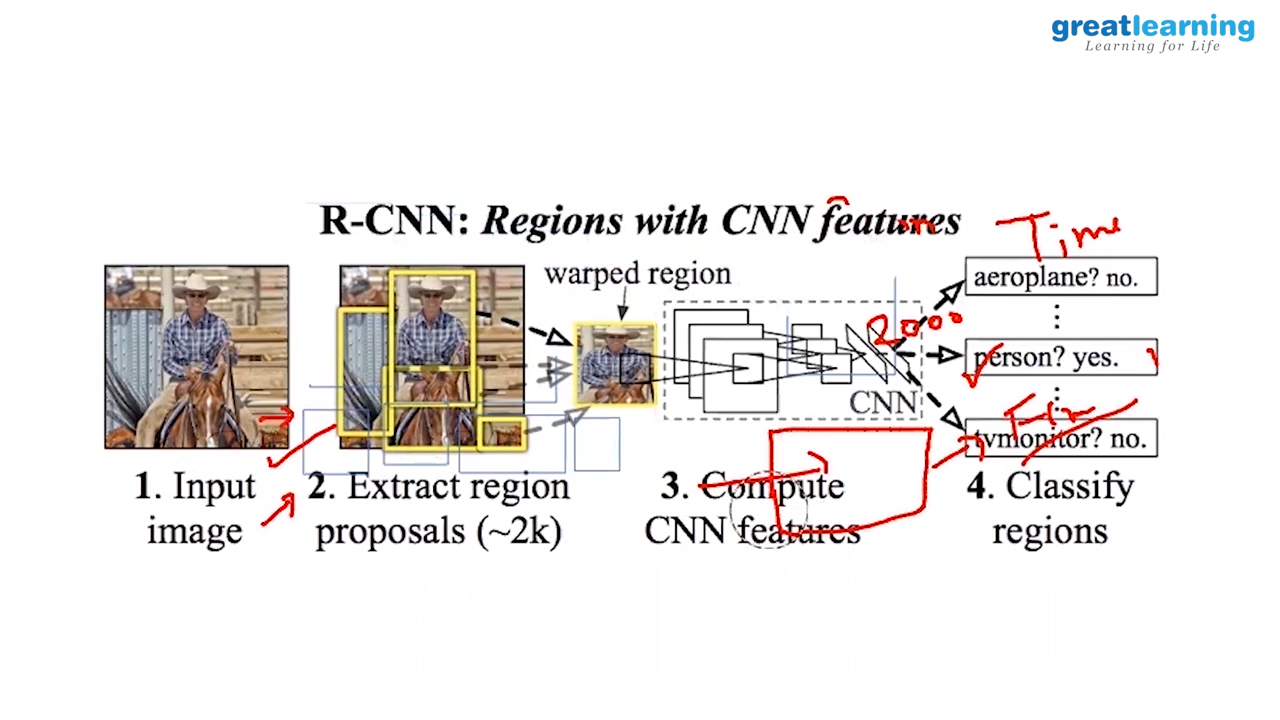 greatlearning
Learning for Life
R-CNN: Regions with CNN features
Time
warped region
aeroplane? no.
2000
person? yes.
CNN
tvmonitor? no.
1. Input image
2. Extract region proposals (~2k)
3. Compute CNN features
4. Classify regions